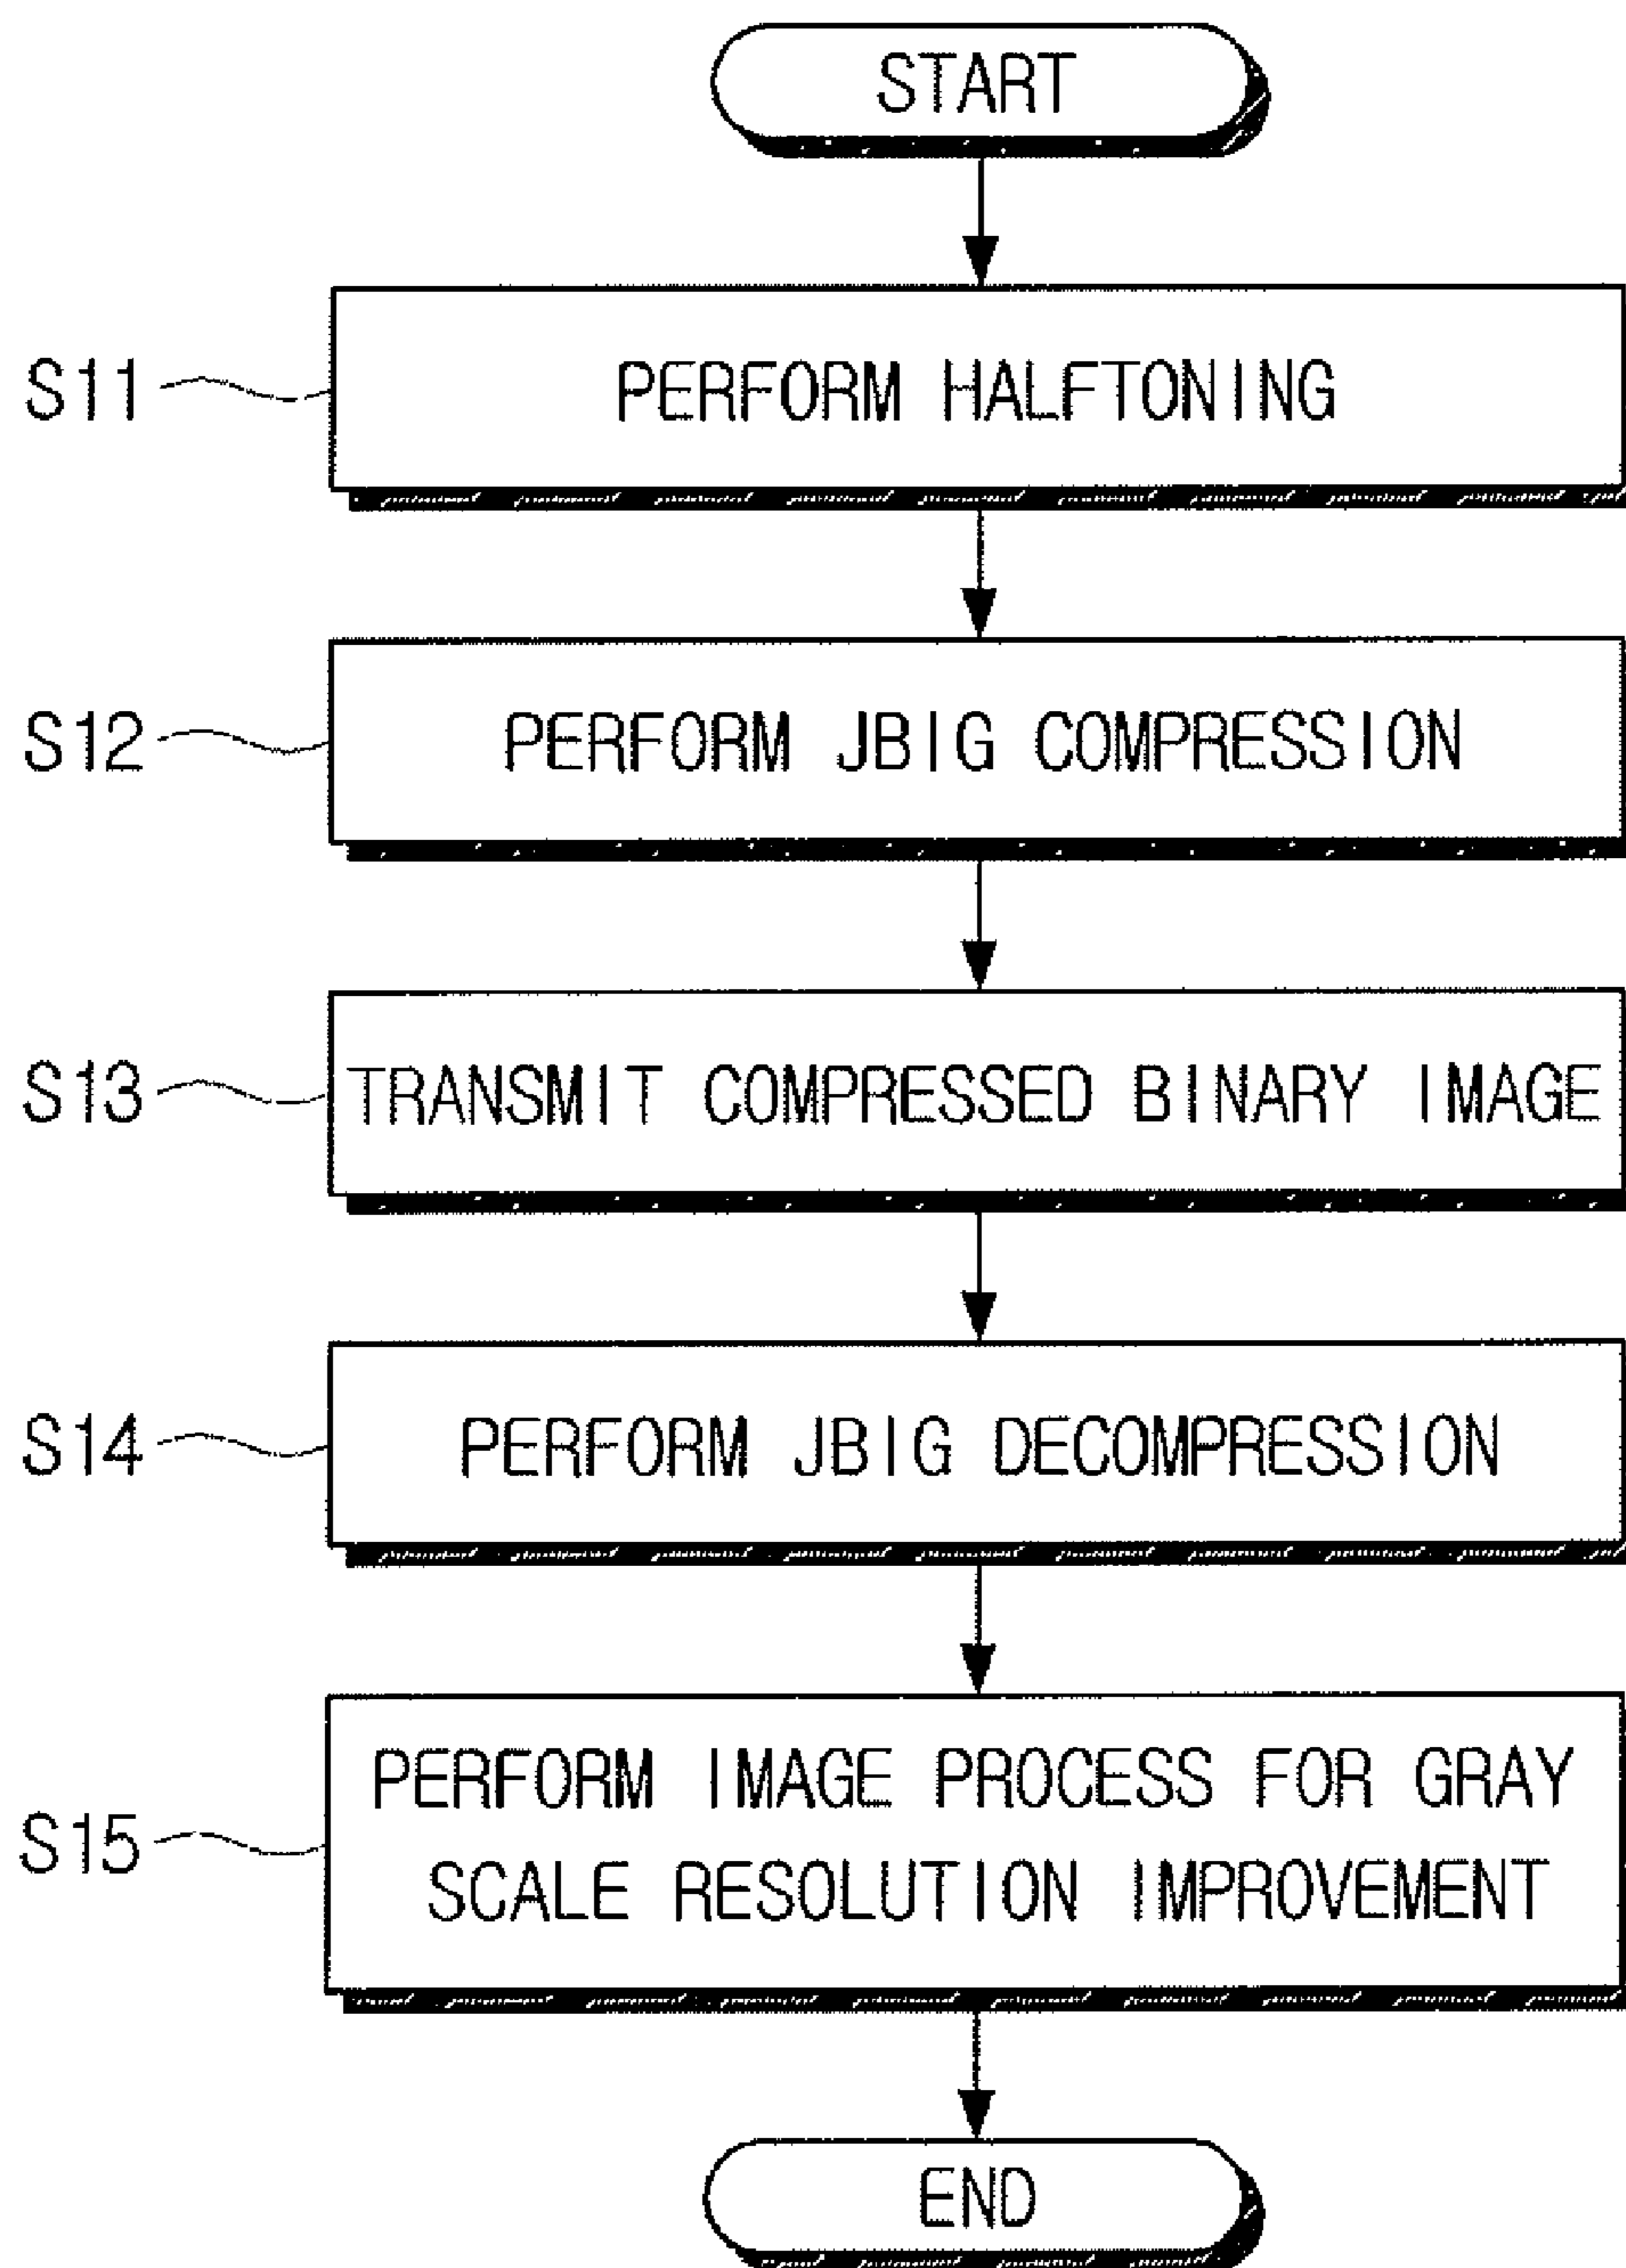 START
S11
PERFORM HALFTONING
S12
PERFORM JBIG COMPRESSION
S13
TRANSMIT COMPRESSED BINARY IMAGE
S14
PERFORM JBIG DECOMPRESSION
S15
PERFORM IMAGE PROCESS FOR GRAY
SCALE RESOLUTION IMPROVEMENT
END